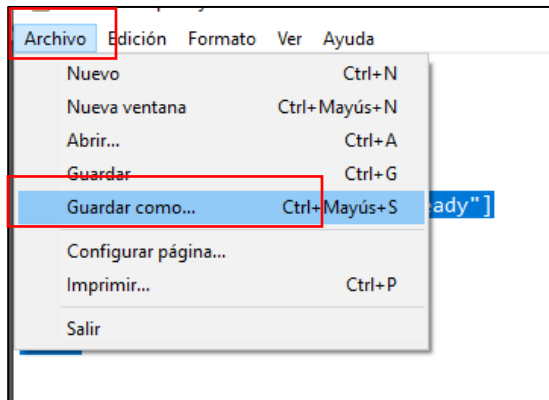 Archivo Edición Formato Ver Ayuda
Nuevo Ctrl+N
Nueva ventana Ctrl+Mayús+N
Abrir... Ctrl+A
Guardar Ctrl+G
Guardar como... Ctrl+Mayús+S ady"]
Configurar página...
Imprimir... Ctrl+P
Salir